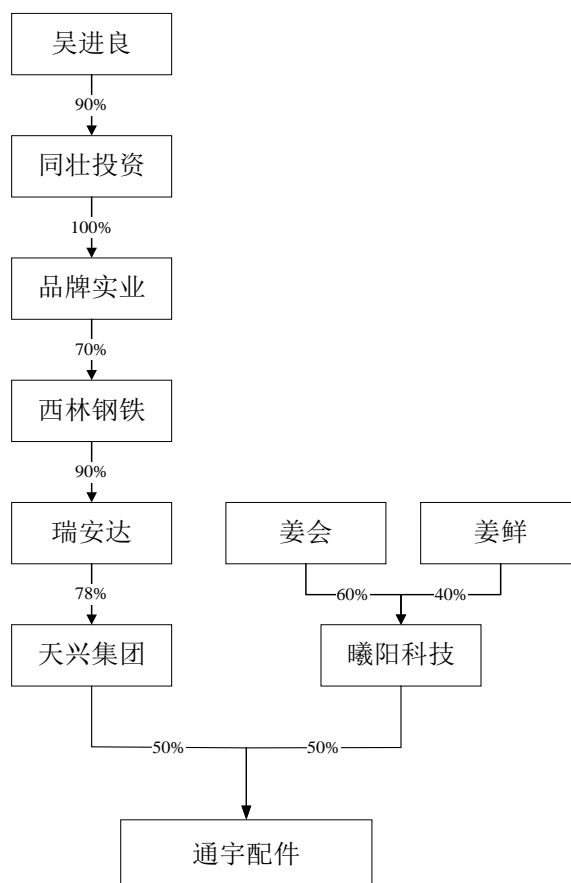 吴进良
90%
同壮投资
100%
品牌实业
70%
西林钢铁
90%
瑞安达
姜会
姜鲜
78%
60%
40%
天兴集团
曦阳科技
50%
50%
通宇配件